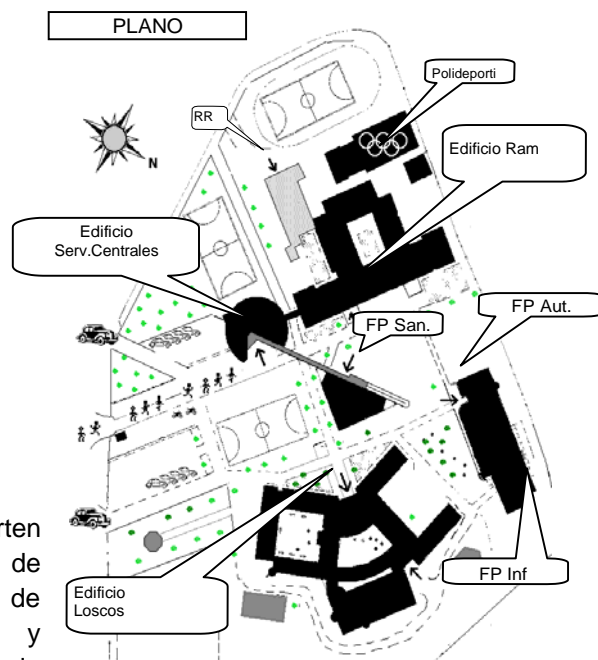 PLANO
Polideporti
RR
Edificio Ram
N
Edificio
Serv.Centrales
FP Aut.
FP San.
rten
de
de
y
Edificio
Loscos
FP Inf